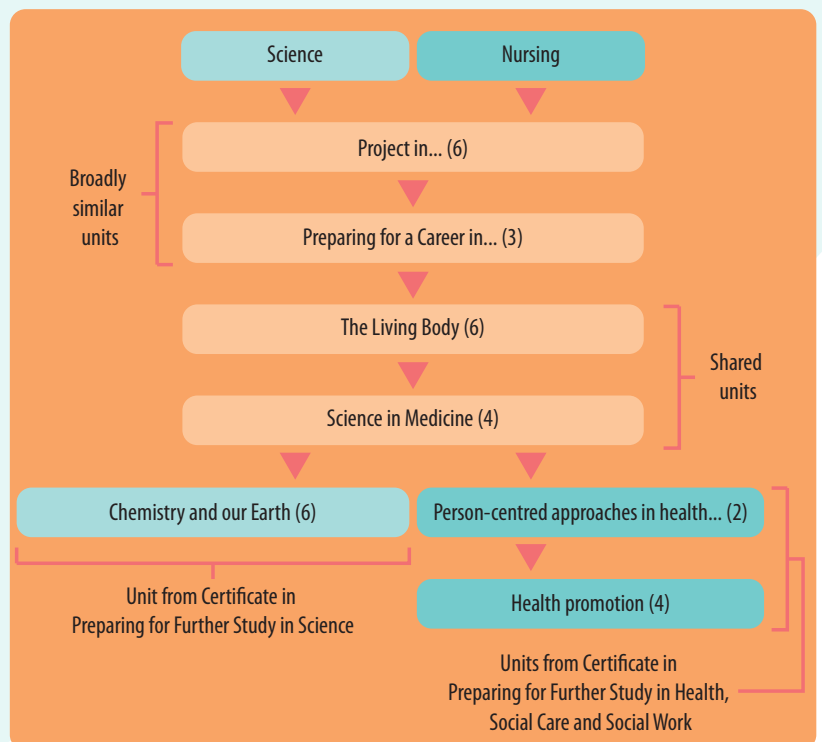 Science
Nursing
Project in... (6)
Broadly
similar
units
Preparing for a Career in... (3)
The Living Body (6)
Shared
units
Science in Medicine (4)
Chemistry and our Earth (6)
Person-centred approaches in health... (2)
Unit from Certificate in
Preparing for Further Study in Science
Health promotion (4)
Units from Certificate in
Preparing for Further Study in Health,
Social Care and Social Work